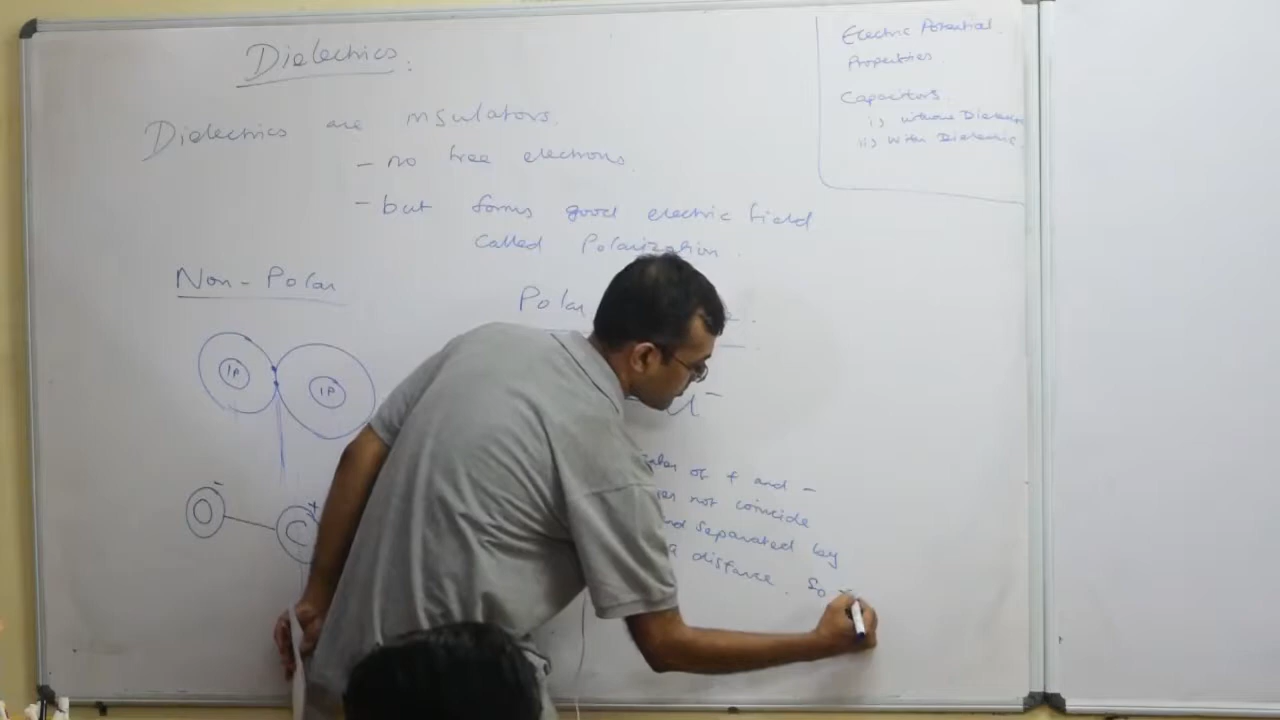 Dielectrics.
Dielectrics are insulators.
- no free electrons
- but forms good electric field
called Polarization.
Electric Potential
Properties
Capacitors
i) without Dielectric
ii) With Dielectric
Non-Polar
Polar
1P 1P
O - C +
of + and -
not coincide
separated by
a distance. So